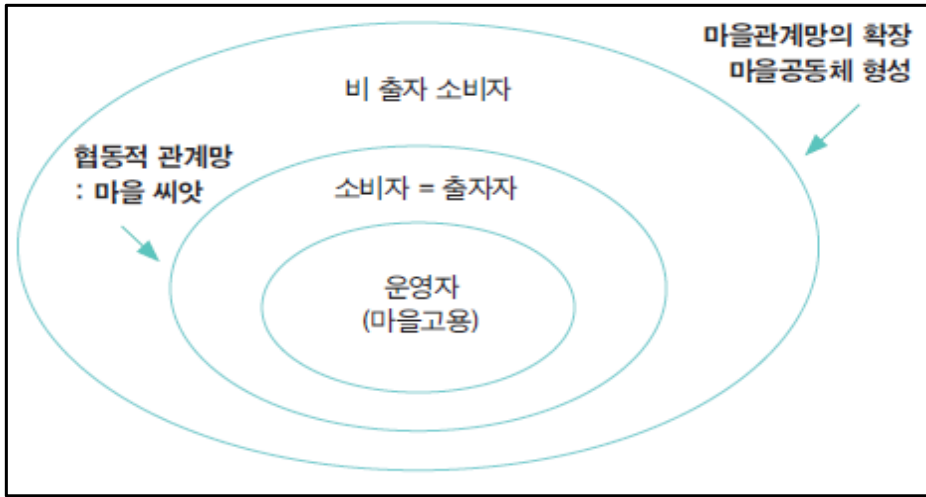 마을관계망의 확장
마을공동체 형성
비 출자 소비자
협동적 관계망
: 마을 씨앗
소비자 = 출자자
운영자
(마을고용)